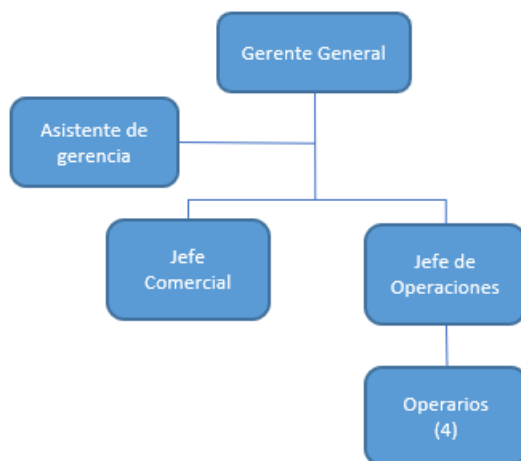 Gerente General
Asistente de
gerencia
Jefe
Comercial
Jefe de
Operaciones
Operarios
(4)